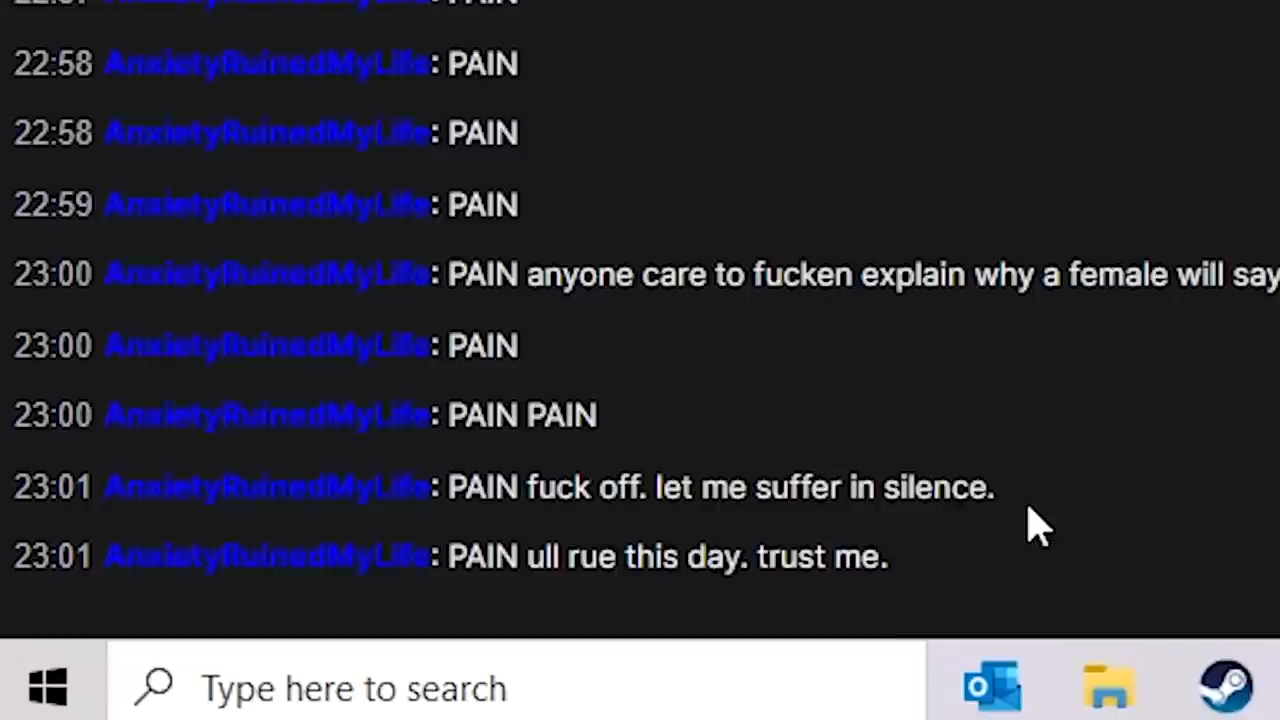 AnxietyRuinedMyLife: PAIN
22:58 AnxietyRuinedMyLife: PAIN
22:58 AnxietyRuinedMyLife: PAIN
22:59 AnxietyRuinedMyLife: PAIN
23:00 AnxietyRuinedMyLife: PAIN anyone care to fucken explain why a female will say
23:00 AnxietyRuinedMyLife: PAIN
23:00 AnxietyRuinedMyLife: PAIN PAIN
23:01 AnxietyRuinedMyLife: PAIN fuck off. let me suffer in silence.
23:01 AnxietyRuinedMyLife: PAIN ull rue this day. trust me.
Type here to search